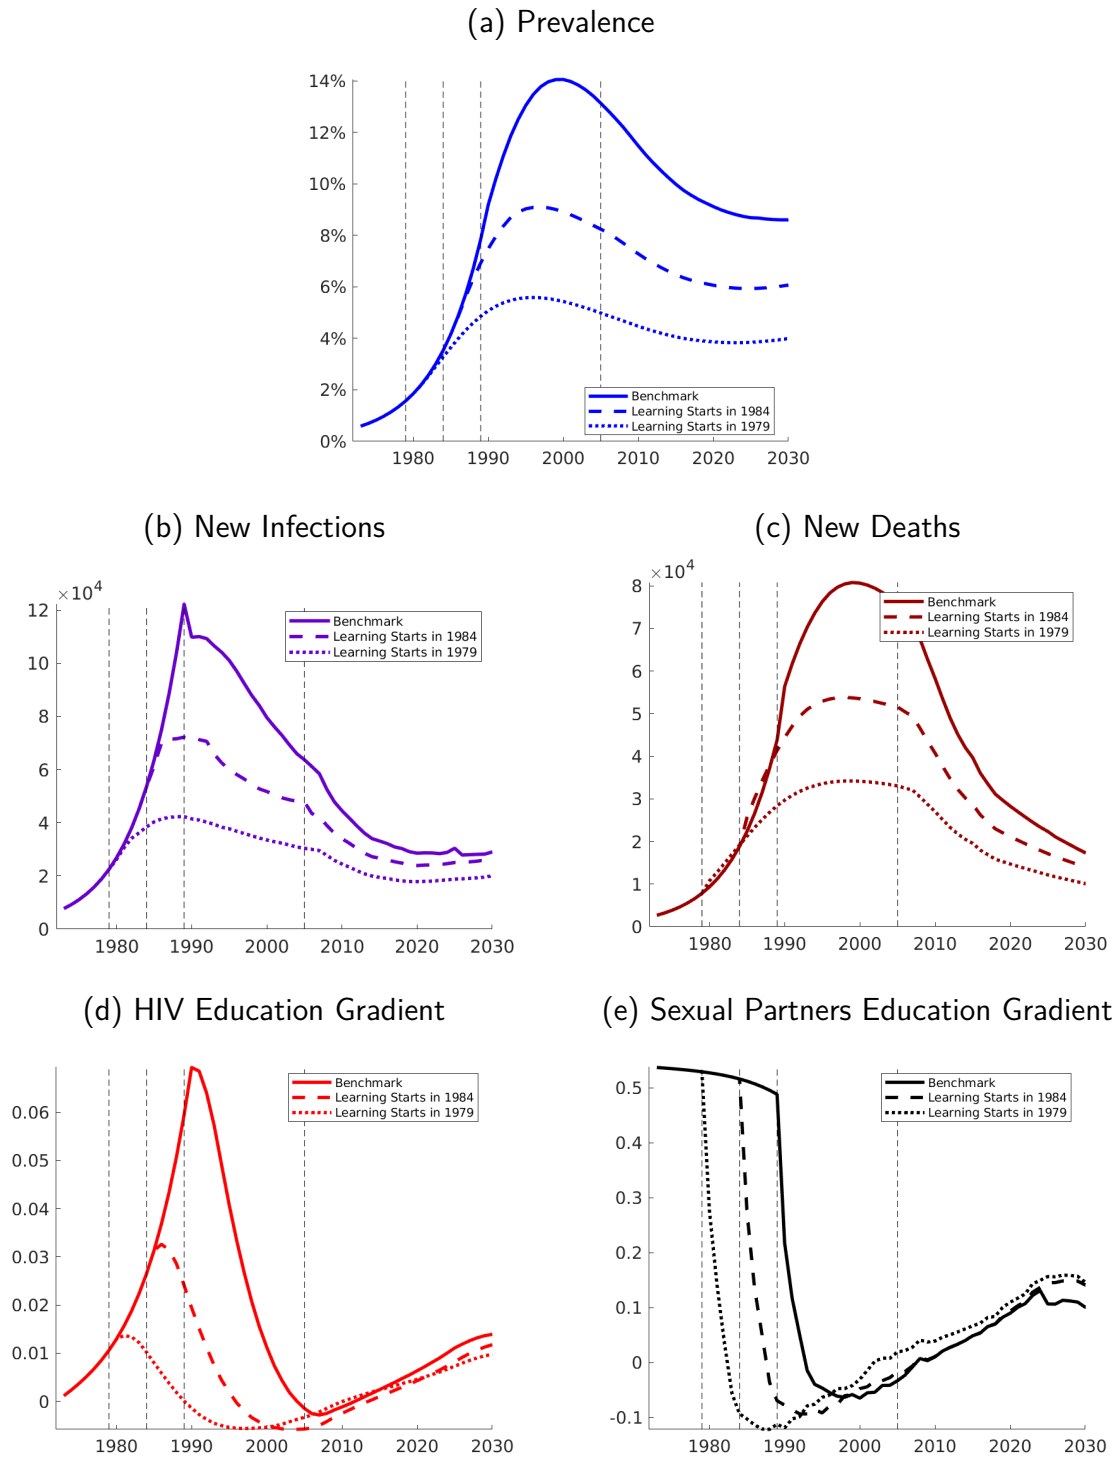 (a) Prevalence
14%
12%
10%
8%
6%
4%
2%
0%
Benchmark
Learning Starts in 1984
Learning Starts in 1979
1980 1990 2000 2010 2020 2030
(b) New Infections
×10^4
12
10
8
6
4
2
0
Benchmark
Learning Starts in 1984
Learning Starts in 1979
1980 1990 2000 2010 2020 2030
(c) New Deaths
×10^4
8
7
6
5
4
3
2
1
0
Benchmark
Learning Starts in 1984
Learning Starts in 1979
1980 1990 2000 2010 2020 2030
(d) HIV Education Gradient
0.06
0.05
0.04
0.03
0.02
0.01
0
Benchmark
Learning Starts in 1984
Learning Starts in 1979
1980 1990 2000 2010 2020 2030
(e) Sexual Partners Education Gradient
0.5
0.4
0.3
0.2
0.1
0
-0.1
Benchmark
Learning Starts in 1984
Learning Starts in 1979
1980 1990 2000 2010 2020 2030